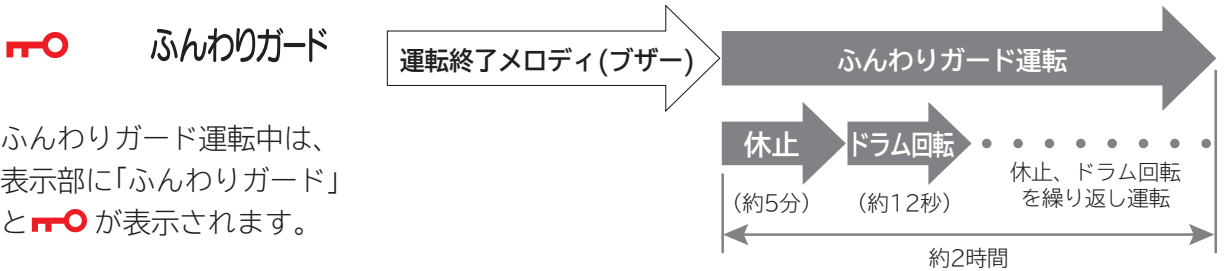 ふんわりガード
ふんわりガード運転中は、
表示部に「ふんわりガード」
と が表示されます。
運転終了メロディ(ブザー)
ふんわりガード運転
休止
ドラム回転
(約5分)
(約12秒)
休止、ドラム回転
を繰り返し運転
約2時間